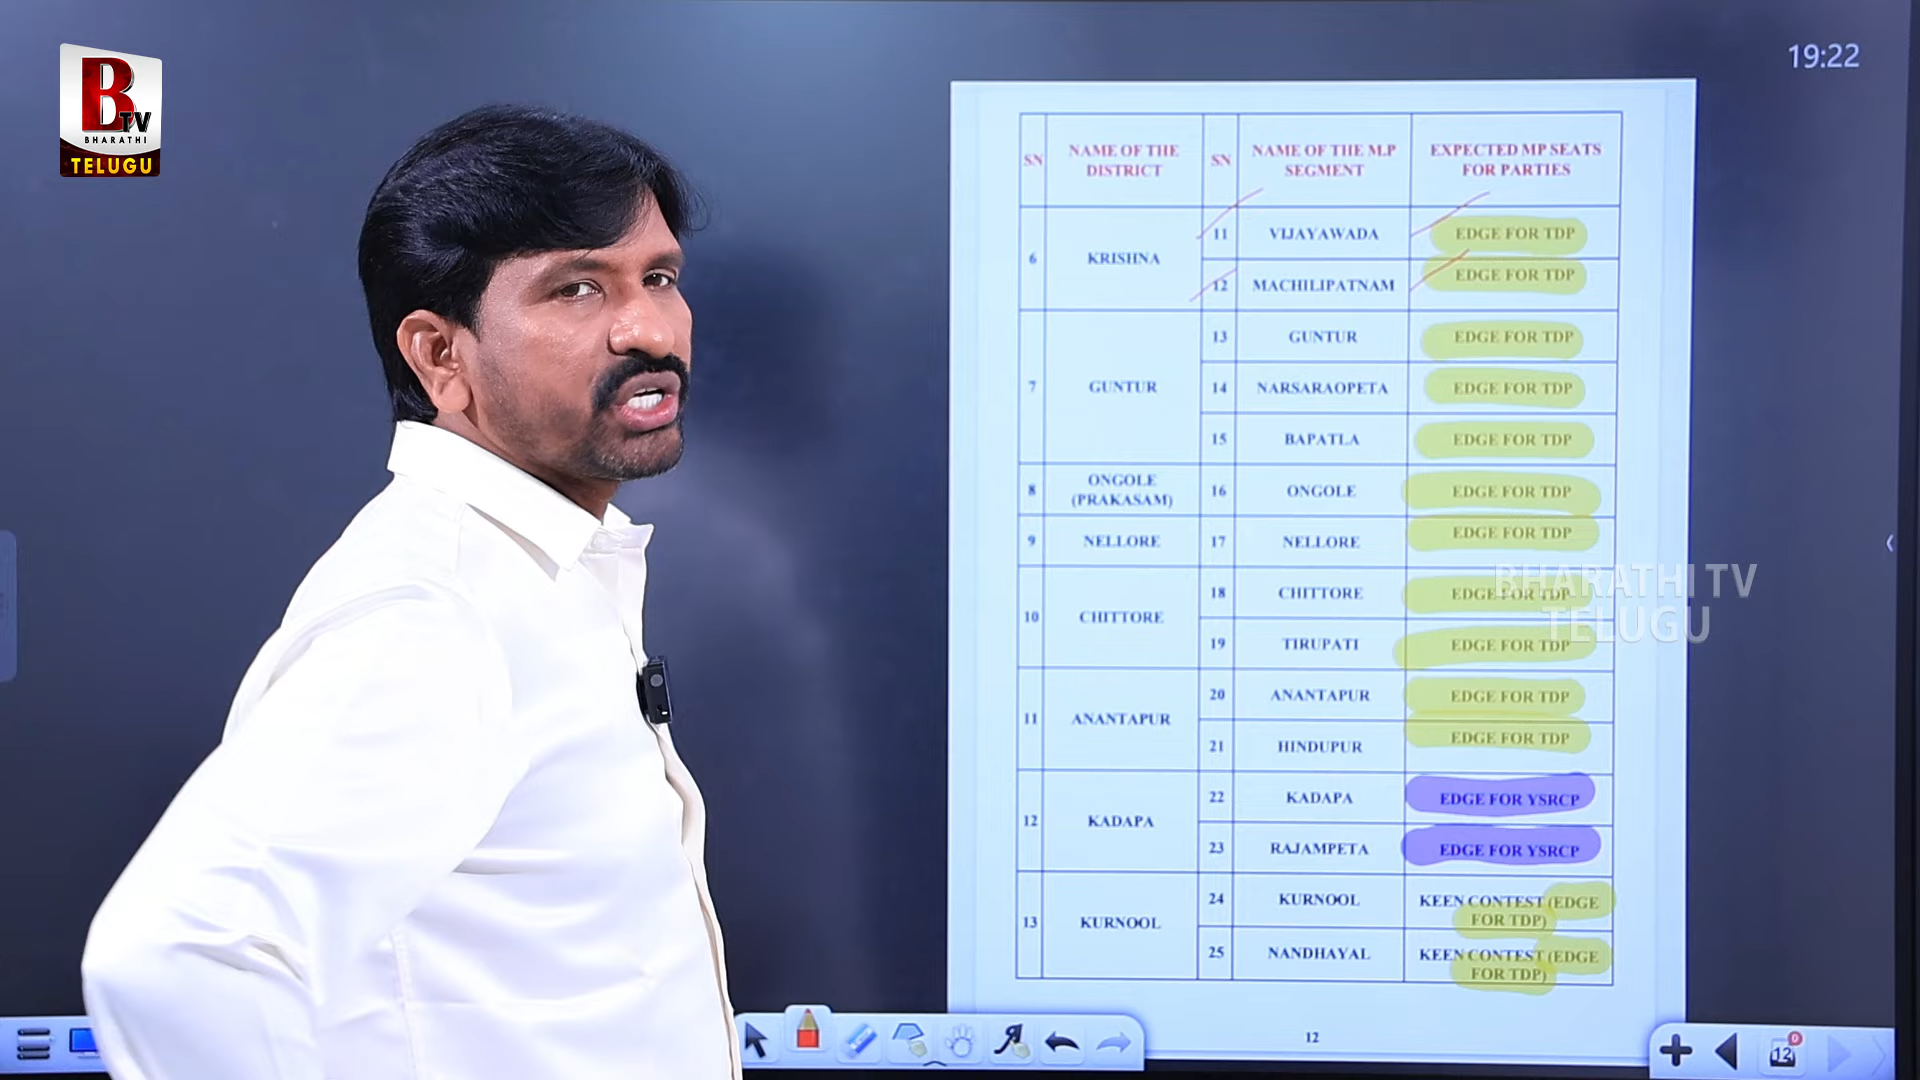 B
TV
BHARATHI
TELUGU
19:22
SN
NAME OF THE
DISTRICT
SN
NAME OF THE M.P
SEGMENT
EXPECTED MP SEATS
FOR PARTIES
6
KRISHNA
11
VIJAYAWADA
EDGE FOR TDP
12
MACHILIPATNAM
EDGE FOR TDP
7
GUNTUR
13
GUNTUR
EDGE FOR TDP
14
NARSARAOPETA
EDGE FOR TDP
15
BAPATLA
EDGE FOR TDP
8
ONGOLE
(PRAKASAM)
16
ONGOLE
EDGE FOR TDP
9
NELLORE
17
NELLORE
EDGE FOR TDP
10
CHITTORE
18
CHITTORE
EDGE FOR TDP
19
TIRUPATI
EDGE FOR TDP
BHARATHI TV
TELUGU
11
ANANTAPUR
20
ANANTAPUR
EDGE FOR TDP
21
HINDUPUR
EDGE FOR TDP
12
KADAPA
22
KADAPA
EDGE FOR YSRCP
23
RAJAMPETA
EDGE FOR YSRCP
13
KURNOOL
24
KURNOOL
KEEN CONTEST (EDGE
FOR TDP)
25
NANDHAYAL
KEEN CONTEST (EDGE
FOR TDP)
12
12
0